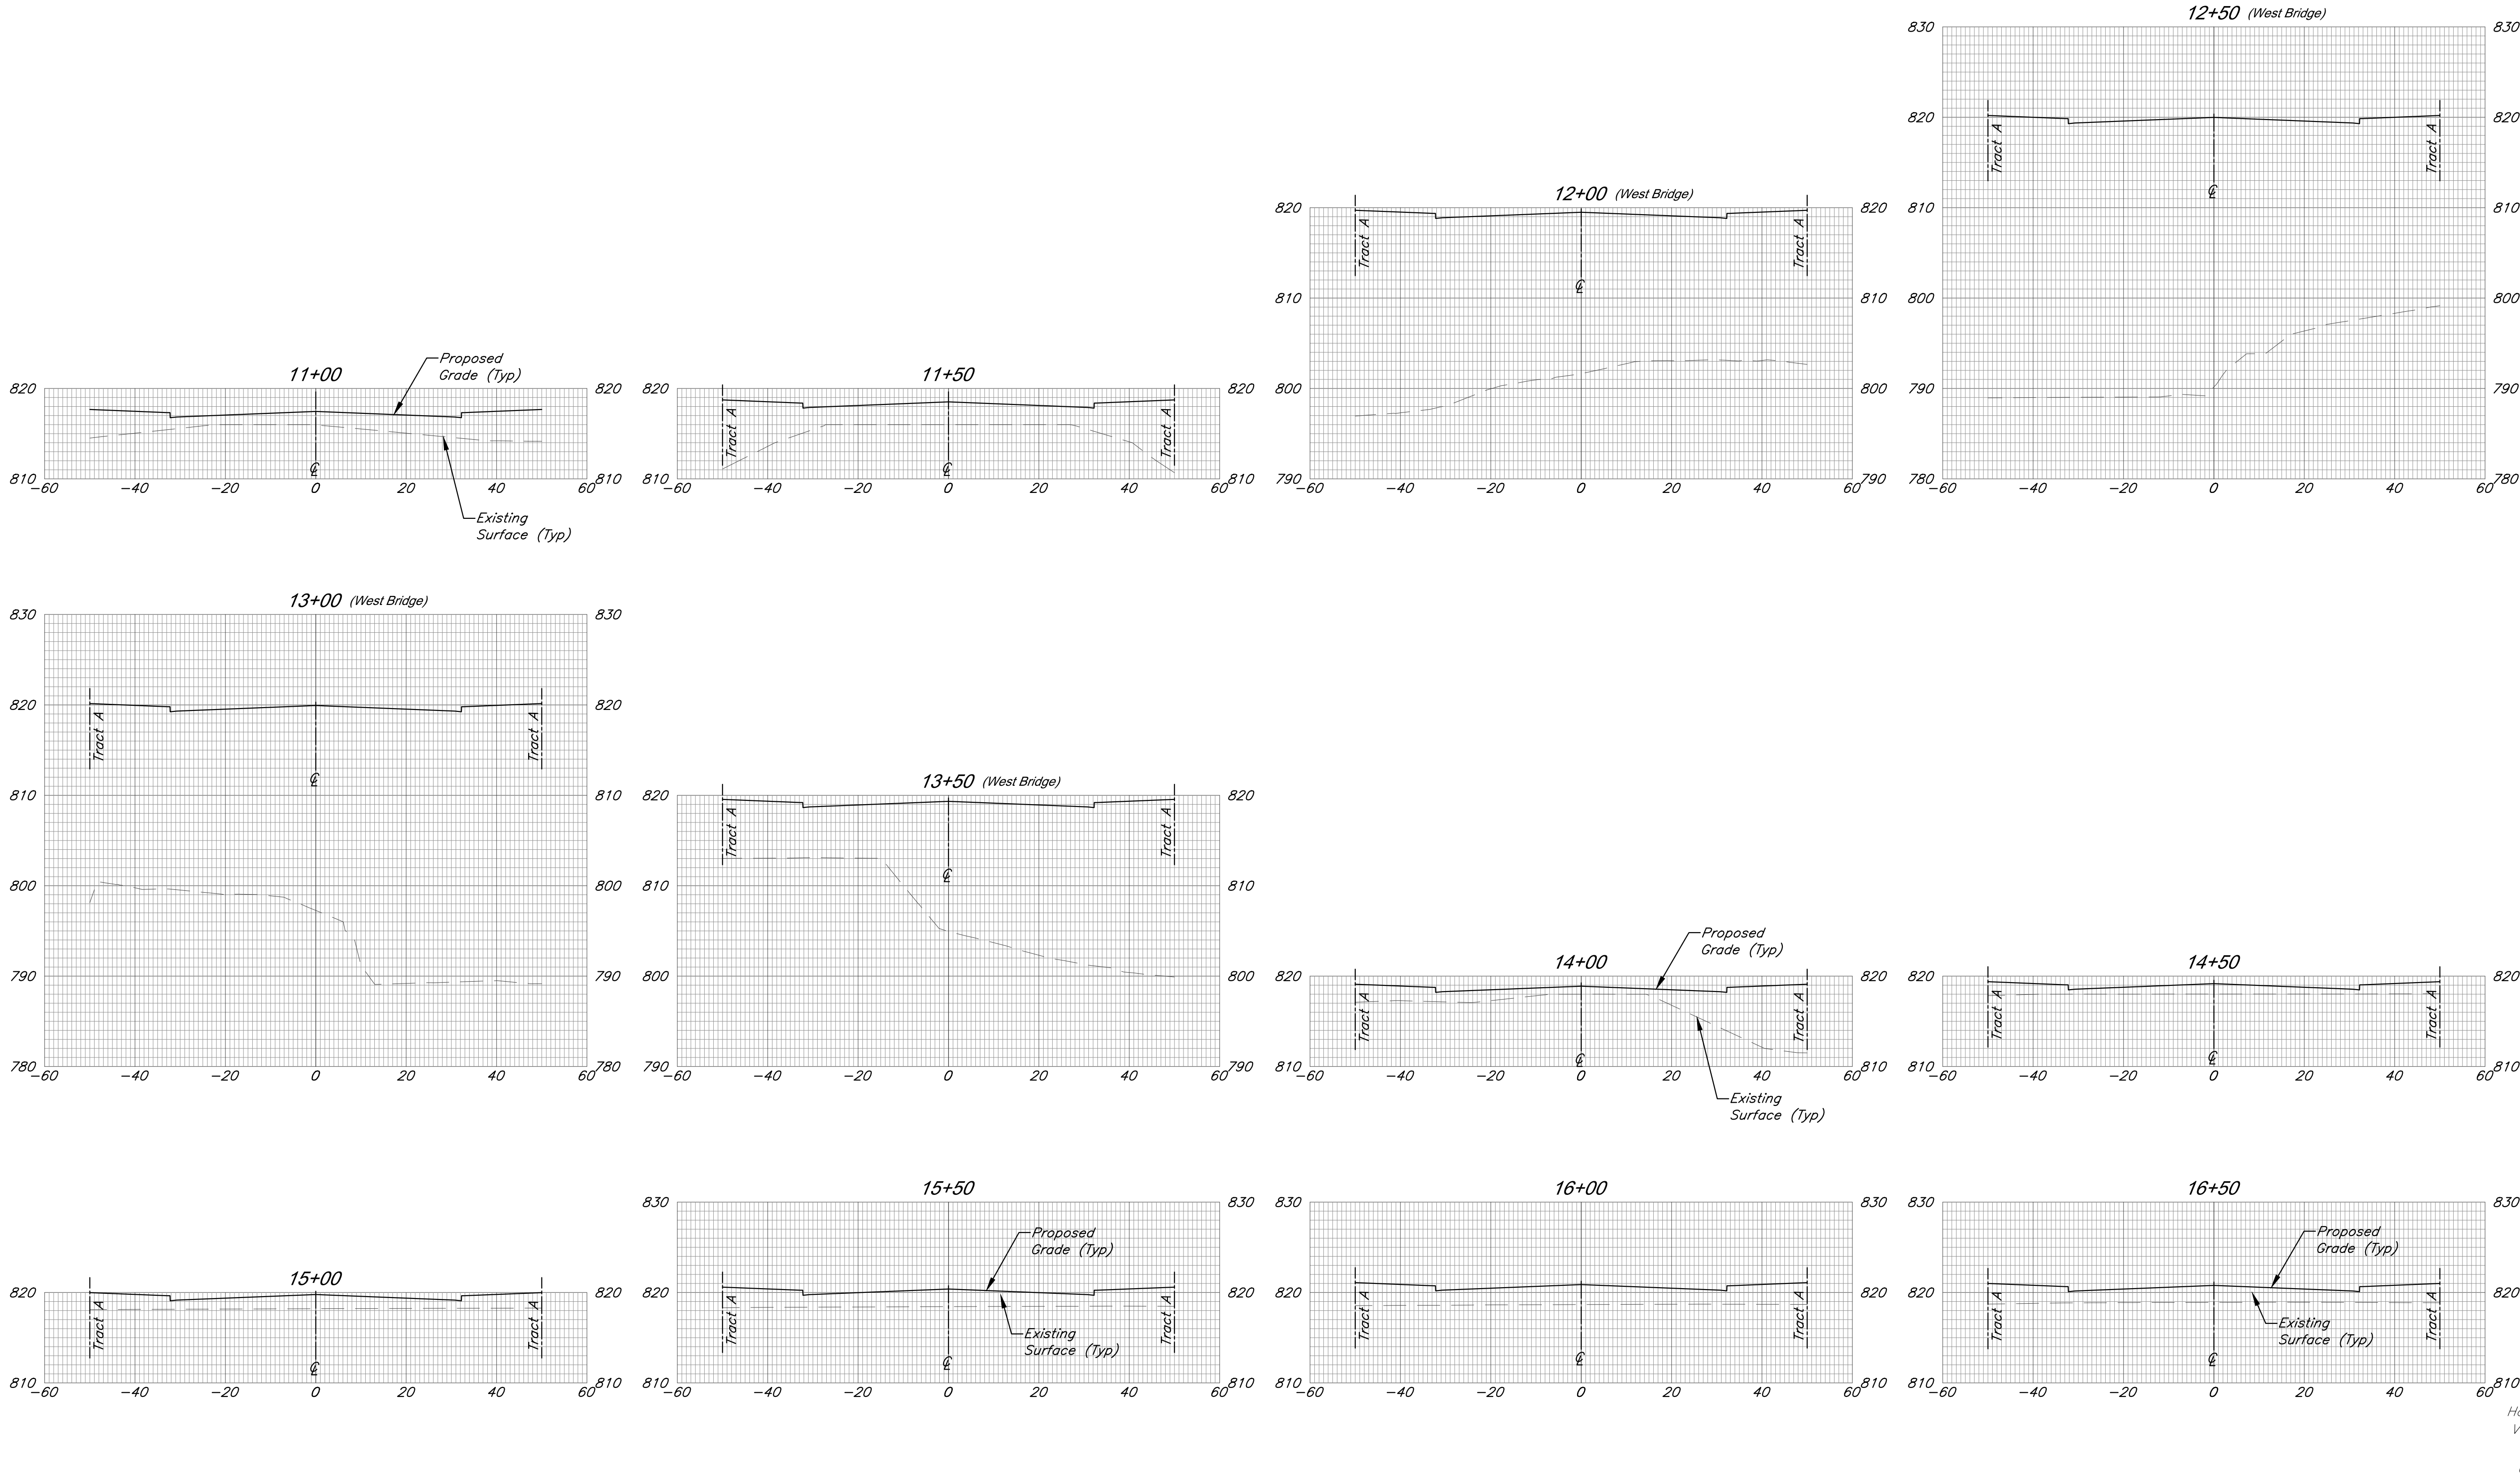 12+50 (West Bridge)
830 830
820 820
Tract A Tract A
℄
810 810
800 800
790 790
780 780
-60 -40 -20 0 20 40 60
12+00 (West Bridge)
820 820
Tract A Tract A
℄
810 810
800 800
790 790
-60 -40 -20 0 20 40 60
11+00
Proposed
Grade (Typ)
820 820
℄
810 810
-60 -40 -20 0 20 40 60
Existing
Surface (Typ)
11+50
820 820
Tract A Tract A
℄
810 810
-60 -40 -20 0 20 40 60
13+00 (West Bridge)
830 830
820 820
Tract A Tract A
℄
810 810
800 800
790 790
780 780
-60 -40 -20 0 20 40 60
13+50 (West Bridge)
820 820
Tract A Tract A
℄
810 810
800 800
790 790
-60 -40 -20 0 20 40 60
14+00
Proposed
Grade (Typ)
820 820
Tract A Tract A
℄
810 810
-60 -40 -20 0 20 40 60
Existing
Surface (Typ)
14+50
820 820
Tract A Tract A
℄
810 810
-60 -40 -20 0 20 40 60
15+00
820 820
Tract A Tract A
℄
810 810
-60 -40 -20 0 20 40 60
15+50
830 830
Proposed
Grade (Typ)
820 820
Tract A Tract A
Existing
Surface (Typ)
℄
810 810
-60 -40 -20 0 20 40 60
16+00
830 830
820 820
Tract A Tract A
℄
810 810
-60 -40 -20 0 20 40 60
16+50
830 830
Proposed
Grade (Typ)
820 820
Tract A Tract A
Existing
Surface (Typ)
℄
810 810
-60 -40 -20 0 20 40 60